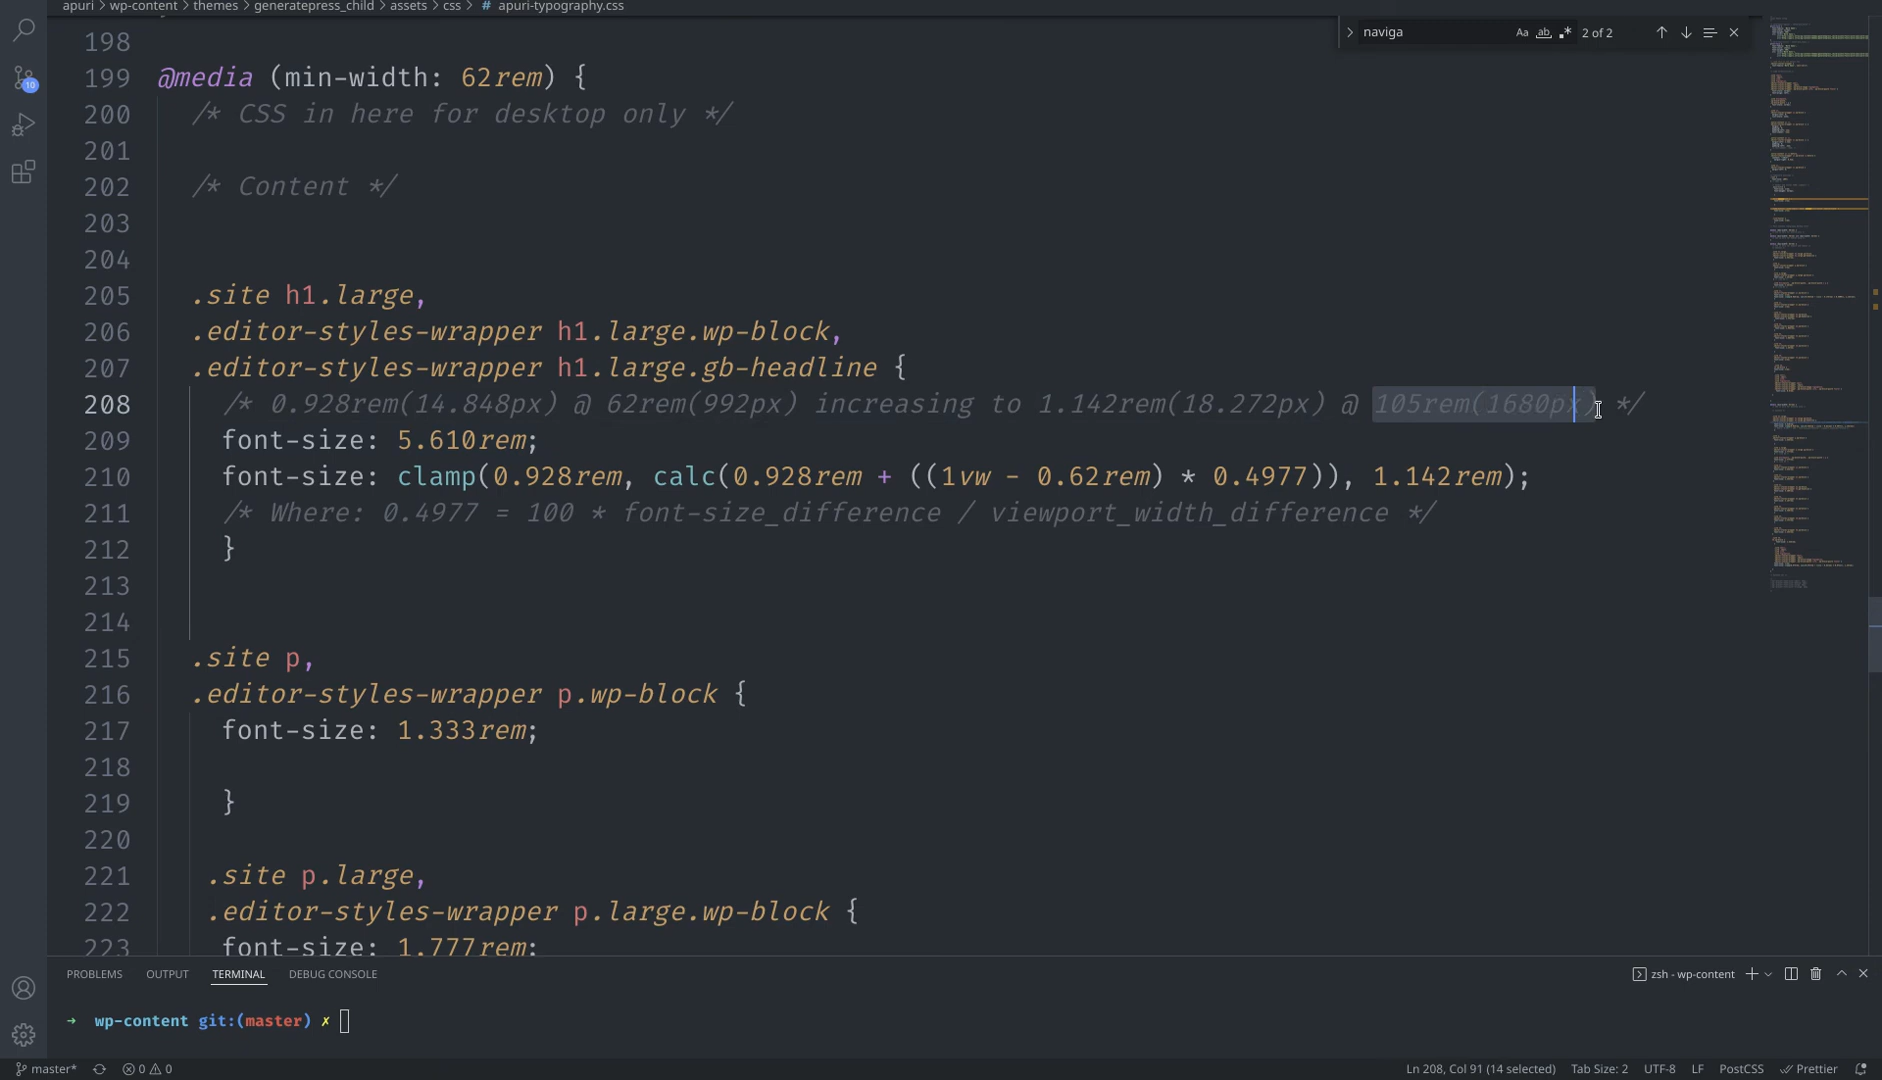 apuri › wp-content › themes › generatepress_child › assets › css › # apuri-typography.css
naviga Aa ab .* 2 of 2
198
199 @media (min-width: 62rem) {
200 /* CSS in here for desktop only */
201
202 /* Content */
203
204
205 .site h1.large,
206 .editor-styles-wrapper h1.large.wp-block,
207 .editor-styles-wrapper h1.large.gb-headline {
208 /* 0.928rem(14.848px) @ 62rem(992px) increasing to 1.142rem(18.272px) @ 105rem(1680px) */
209 font-size: 5.610rem;
210 font-size: clamp(0.928rem, calc(0.928rem + ((1vw - 0.62rem) * 0.4977)), 1.142rem);
211 /* Where: 0.4977 = 100 * font-size_difference / viewport_width_difference */
212 }
213
214
215 .site p,
216 .editor-styles-wrapper p.wp-block {
217 font-size: 1.333rem;
218
219 }
220
221 .site p.large,
222 .editor-styles-wrapper p.large.wp-block {
223 font-size: 1.777rem;
10
PROBLEMS OUTPUT TERMINAL DEBUG CONSOLE
zsh - wp-content
→ wp-content git:(master) ✗
master* 0 0 Ln 208, Col 91 (14 selected) Tab Size: 2 UTF-8 LF PostCSS Prettier